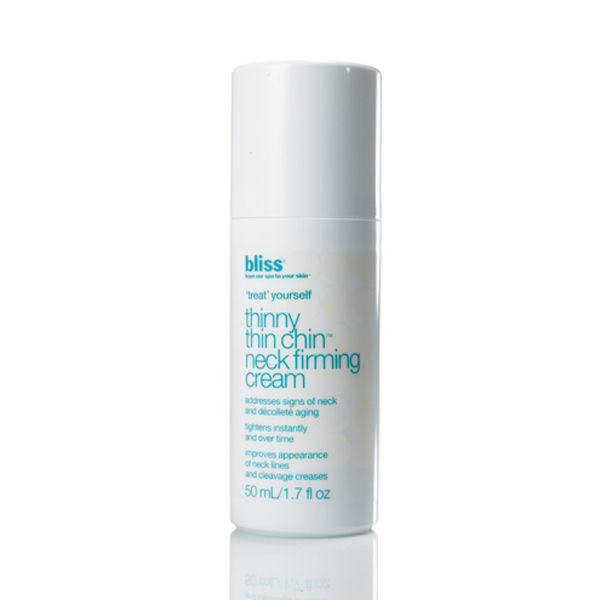 bliss®
from our spa to your skin™
'treat' yourself
thinny
thin chin™
neck firming
cream
addresses signs of neck
and décolleté aging
tightens instantly
and over time
improves appearance
of neck lines
and cleavage creases
50 mL/1.7 fl oz